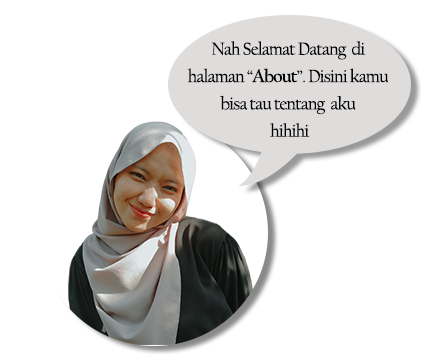 Nah Selamat Datang di
halaman “About”. Disini kamu
bisa tau tentang aku
hihihi